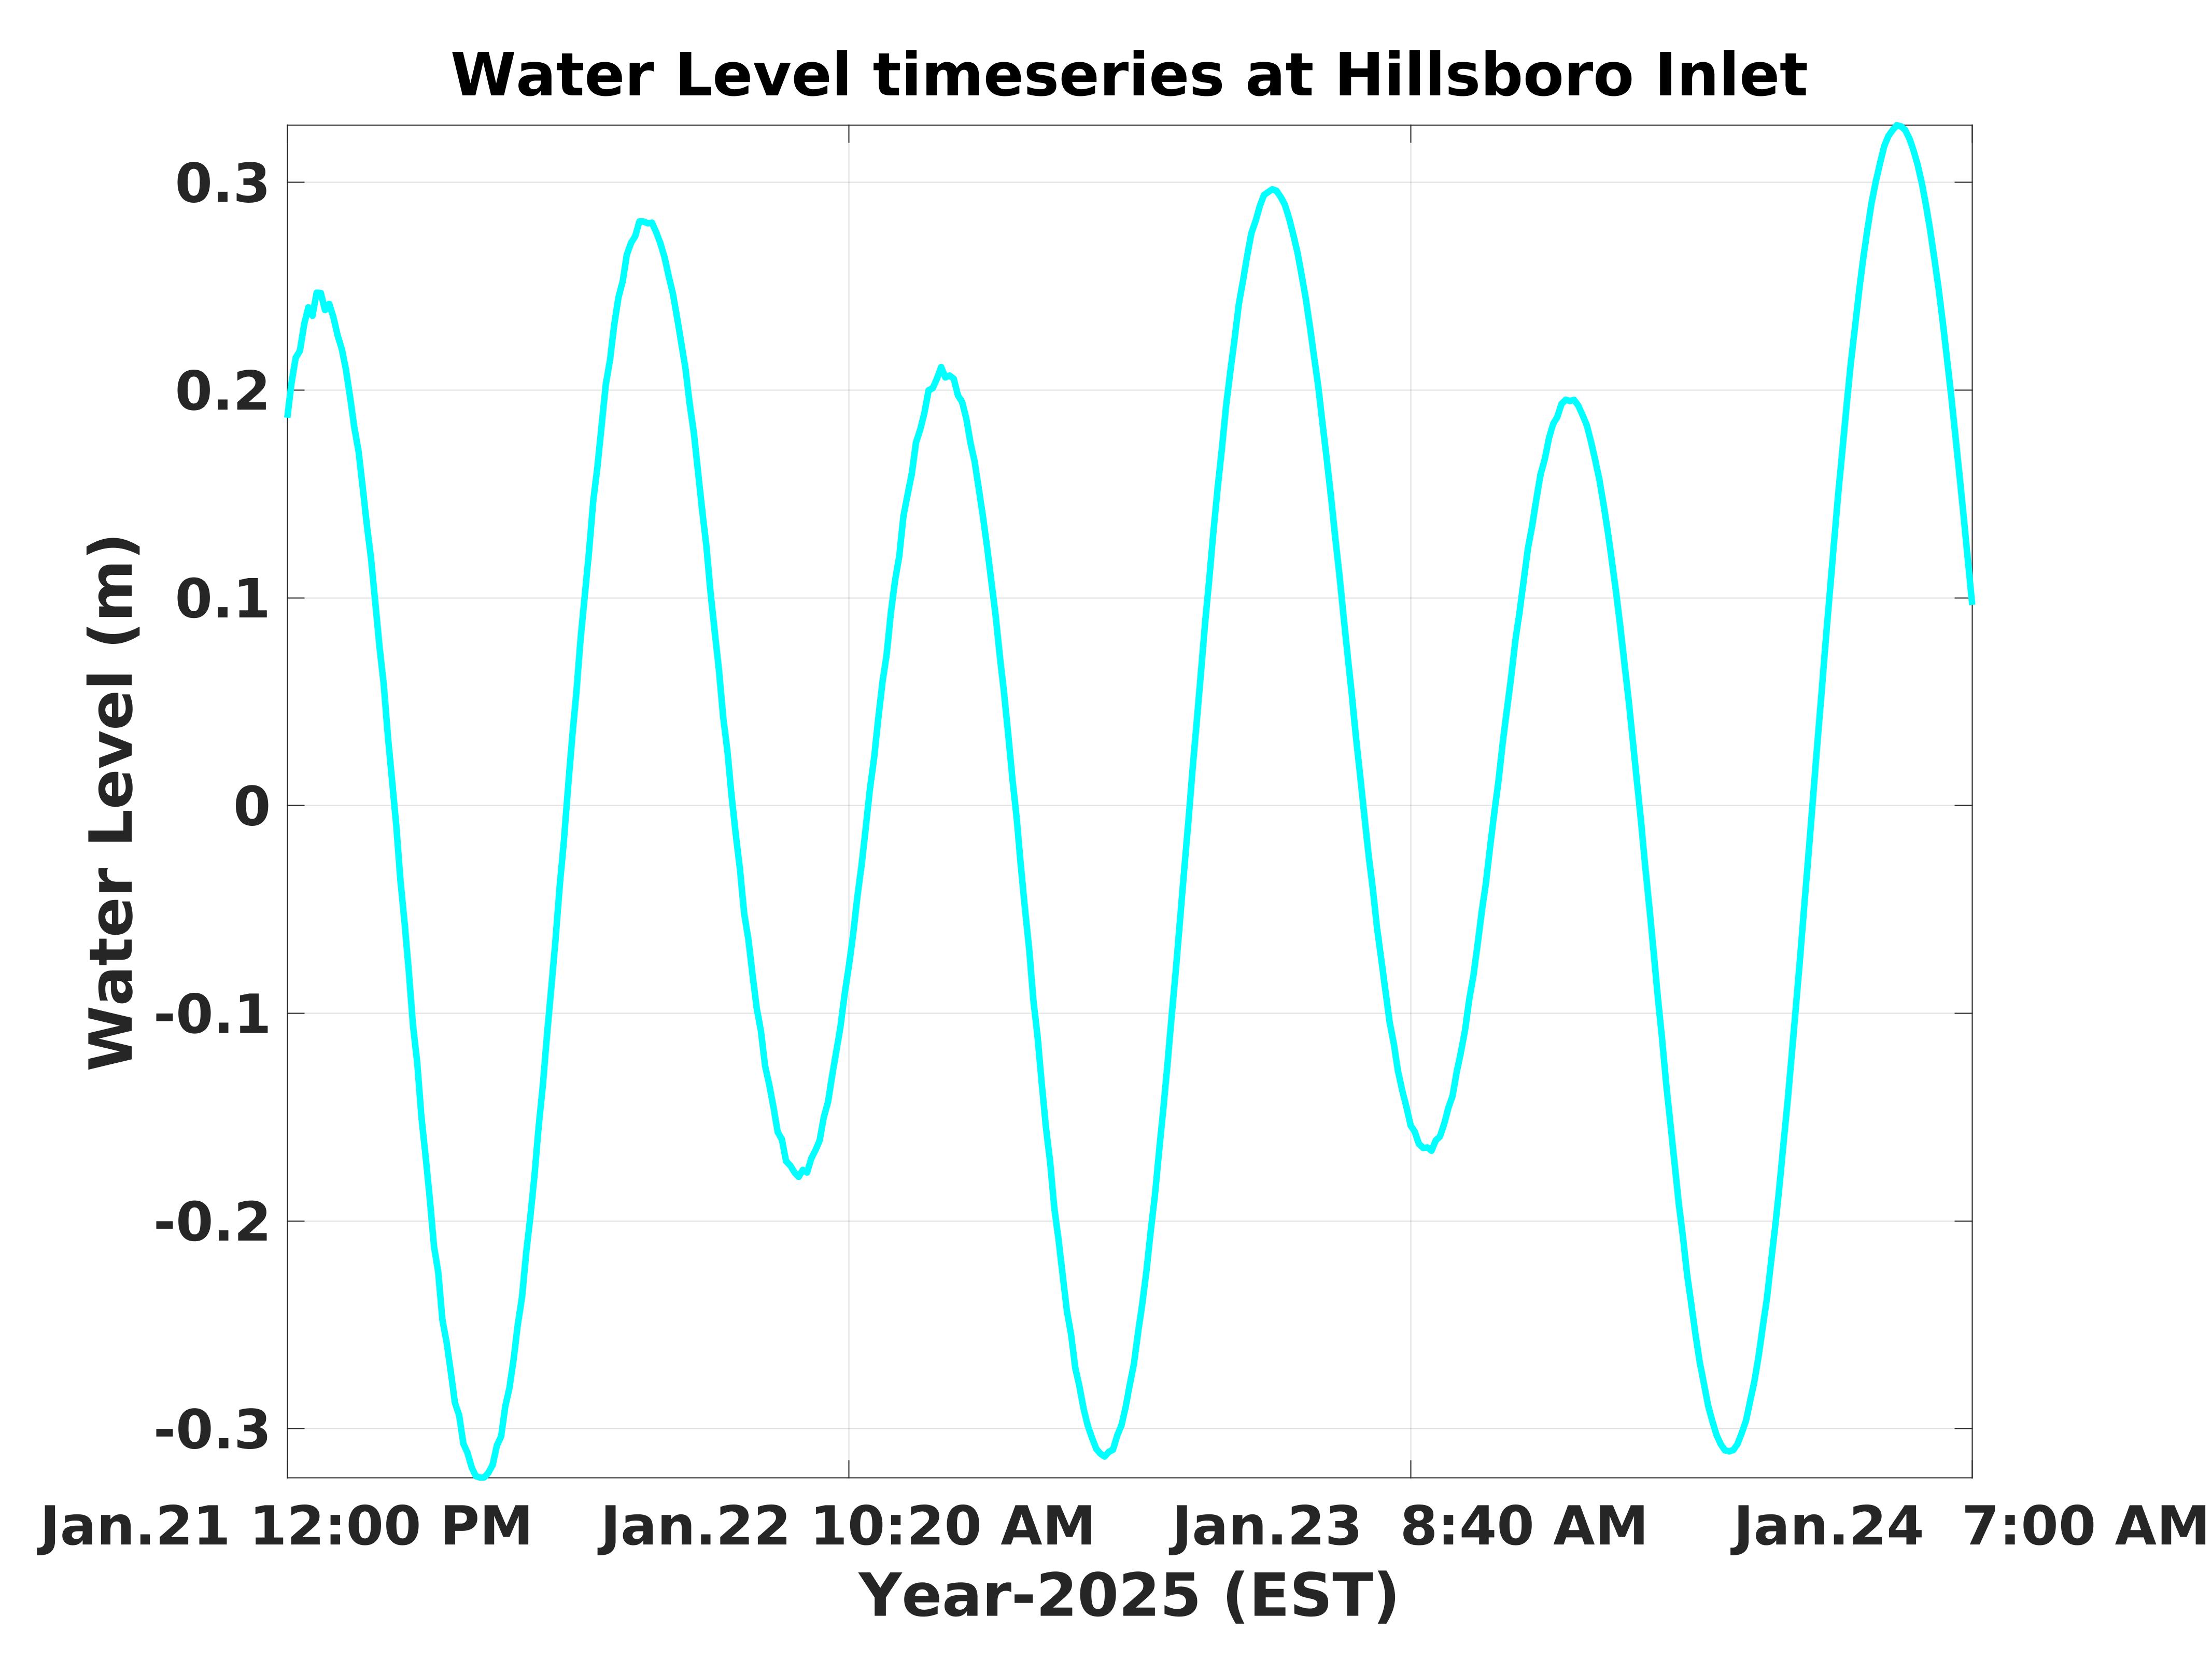 Water Level timeseries at Hillsboro Inlet
Water Level (m)
0.3
0.2
0.1
0
-0.1
-0.2
-0.3
Jan.21 12:00 PM Jan.22 10:20 AM Jan.23 8:40 AM Jan.24 7:00 AM
Year-2025 (EST)